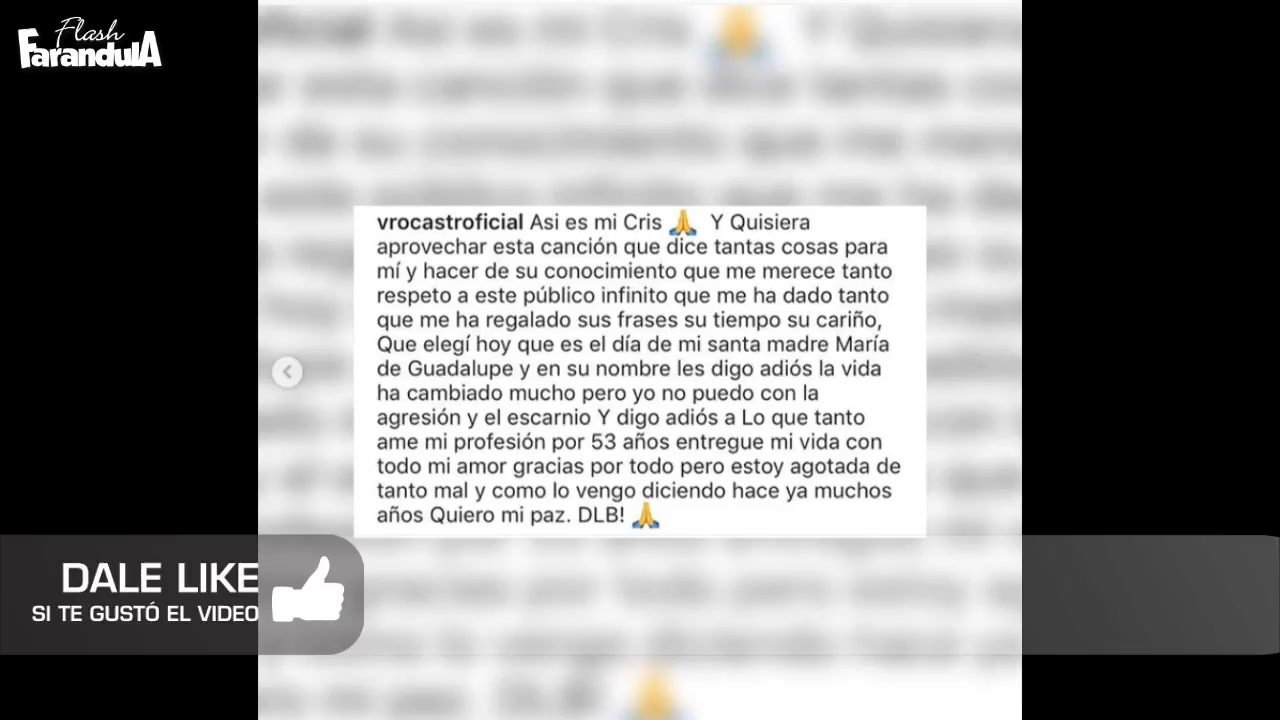 Flash
FarandulA
vrocastroficial Asi es mi Cris 🙏 Y Quisiera
aprovechar esta canción que dice tantas cosas para
mí y hacer de su conocimiento que me merece tanto
respeto a este público infinito que me ha dado tanto
que me ha regalado sus frases su tiempo su cariño,
Que elegí hoy que es el día de mi santa madre María
de Guadalupe y en su nombre les digo adiós la vida
ha cambiado mucho pero yo no puedo con la
agresión y el escarnio Y digo adiós a Lo que tanto
ame mi profesión por 53 años entregue mi vida con
todo mi amor gracias por todo pero estoy agotada de
tanto mal y como lo vengo diciendo hace ya muchos
años Quiero mi paz. DLB! 🙏
DALE LIKE
SI TE GUSTÓ EL VIDEO